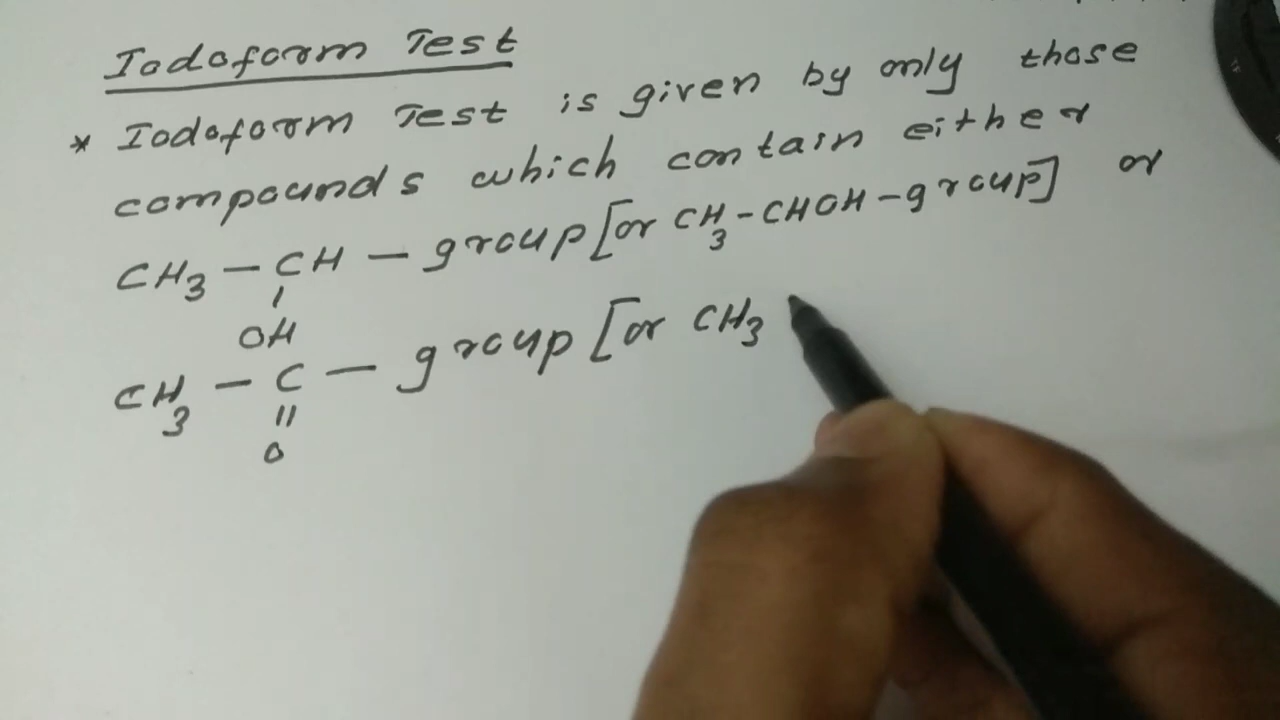 Iodoform Test
* Iodoform Test is given by only those
compounds which contain either
CH3 - CH - group [or CH3 - CHOH - group] or
OH
CH3 - C - group [or CH3
||
O